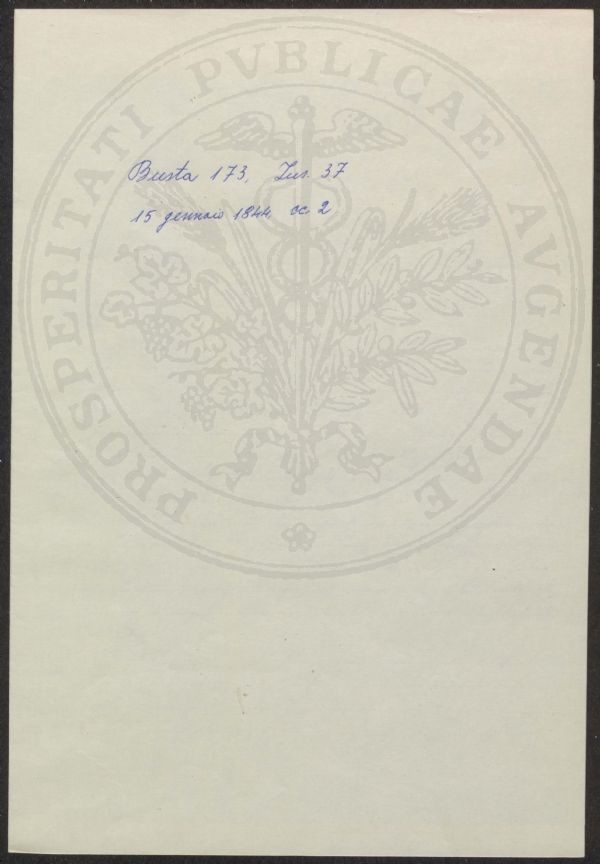 PROSPERITATI PVBLICAE AVGENDAE
Busta 173, Ins. 37
15 gennaio 1844 cc. 2